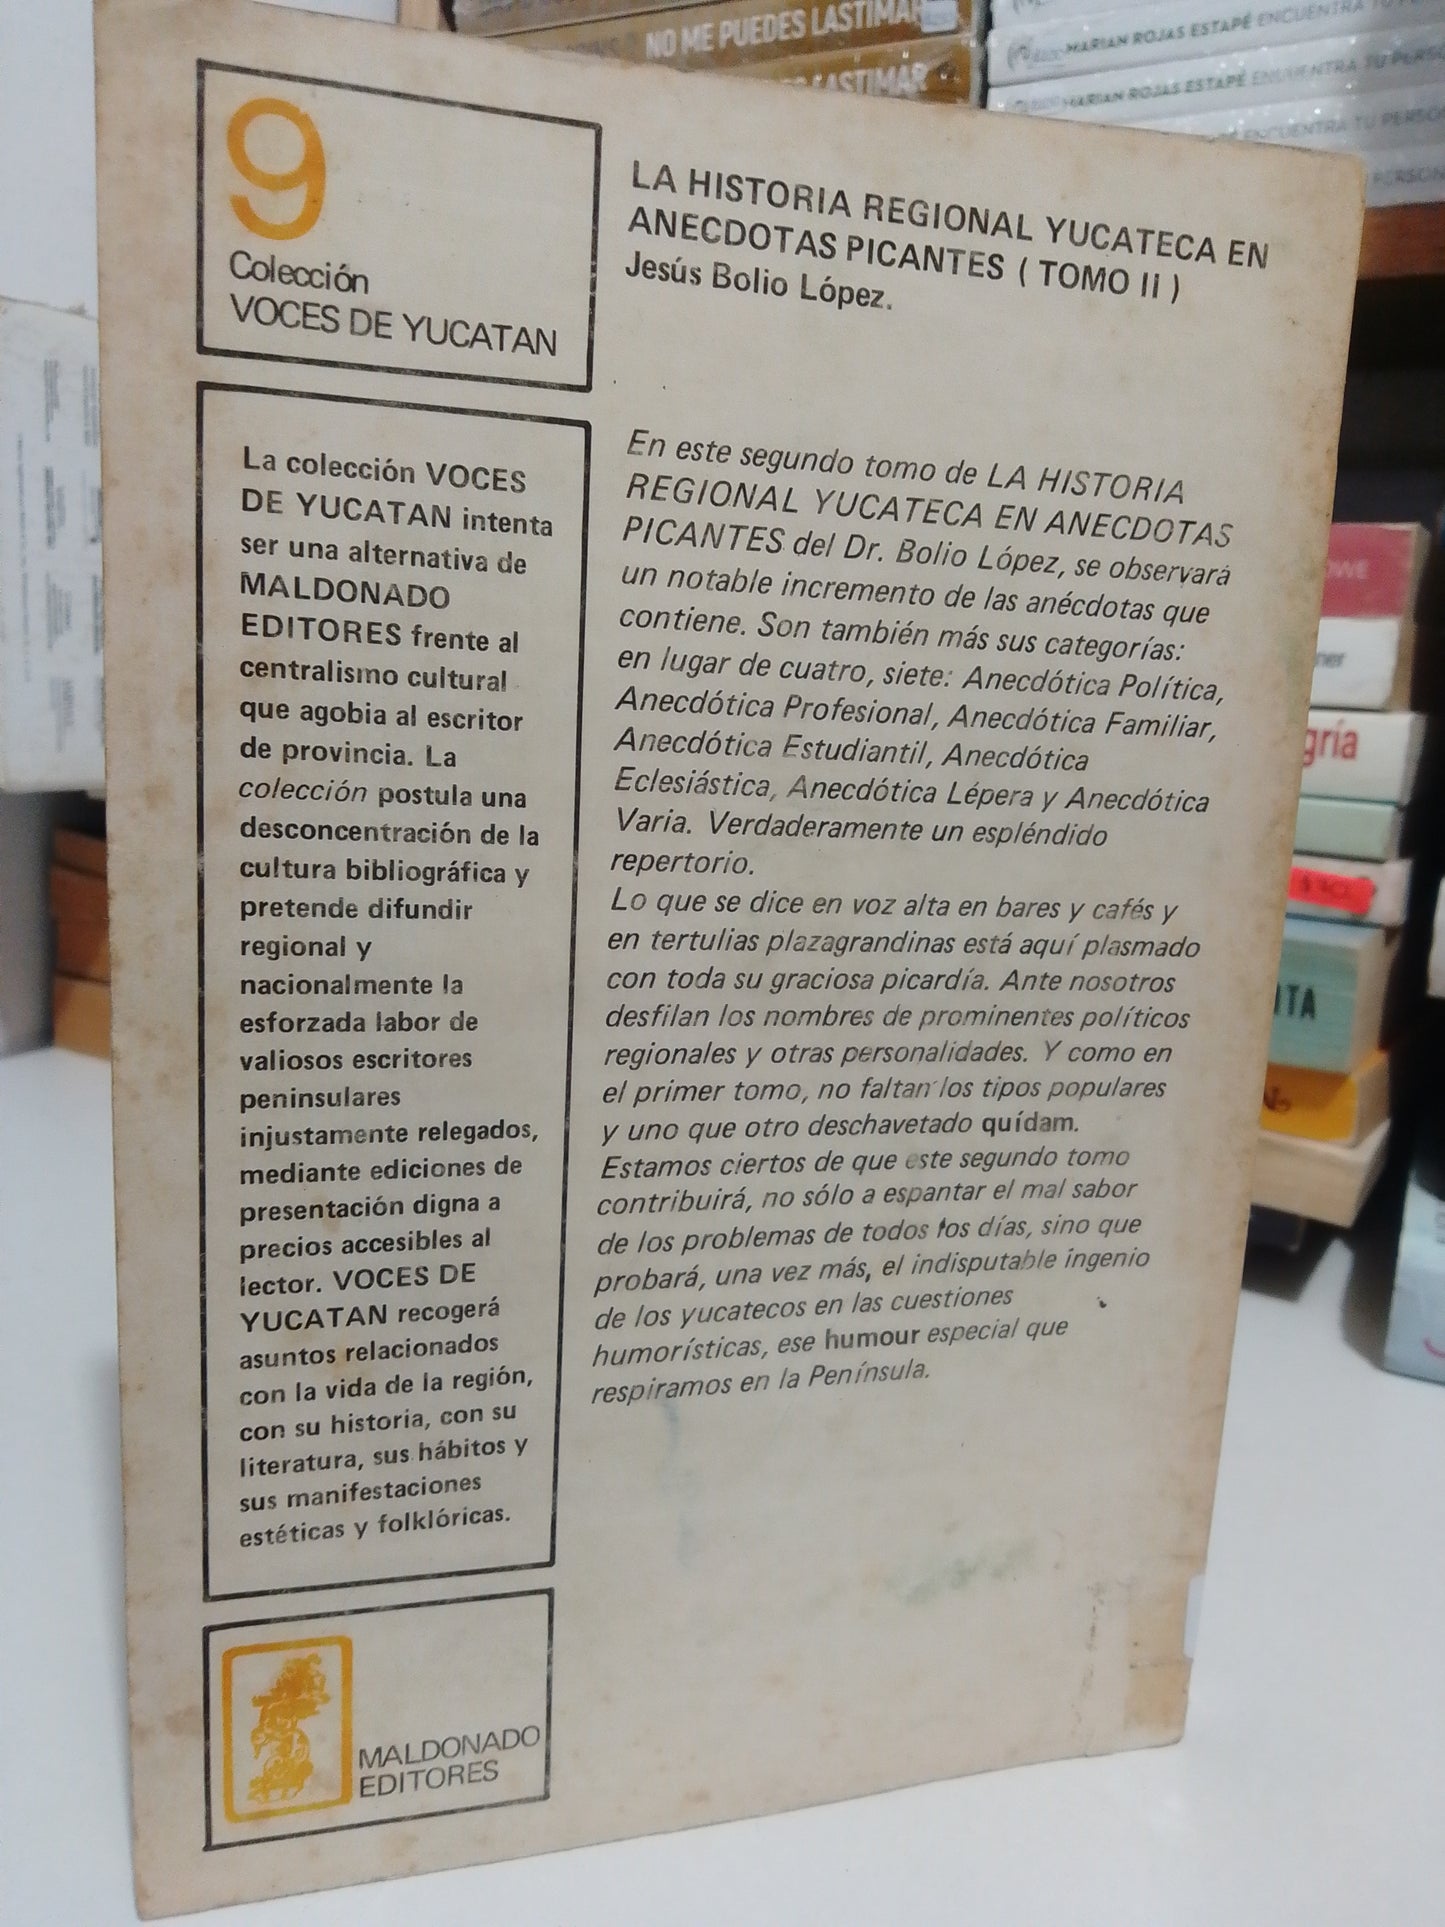 NO ME PUEDES LASTIMAR
LASTIMAR
MARIAN ROJAS ESTAPÉ ENCUENTRA TU
MARIAN ROJAS ESTAPÉ ENCUENTRA TU PERSO
ENCUENTRA TU PERSO
PERSON
9
Colección
VOCES DE YUCATAN
LA HISTORIA REGIONAL YUCATECA EN
ANECDOTAS PICANTES ( TOMO II )
Jesús Bolio López.
La colección VOCES
DE YUCATAN intenta
ser una alternativa de
MALDONADO
EDITORES frente al
centralismo cultural
que agobia al escritor
de provincia. La
colección postula una
desconcentración de la
cultura bibliográfica y
pretende difundir
regional y
nacionalmente la
esforzada labor de
valiosos escritores
peninsulares
injustamente relegados,
mediante ediciones de
presentación digna a
precios accesibles al
lector. VOCES DE
YUCATAN recogerá
asuntos relacionados
con la vida de la región,
con su historia, con su
literatura, sus hábitos y
sus manifestaciones
estéticas y folklóricas.
En este segundo tomo de LA HISTORIA
REGIONAL YUCATECA EN ANECDOTAS
PICANTES del Dr. Bolio López, se observará
un notable incremento de las anécdotas que
contiene. Son también más sus categorías:
en lugar de cuatro, siete: Anecdótica Política,
Anecdótica Profesional, Anecdótica Familiar,
Anecdótica Estudiantil, Anecdótica
Eclesiástica, Anecdótica Lépera y Anecdótica
Varia. Verdaderamente un espléndido
repertorio.
Lo que se dice en voz alta en bares y cafés y
en tertulias plazagrandinas está aquí plasmado
con toda su graciosa picardía. Ante nosotros
desfilan los nombres de prominentes políticos
regionales y otras personalidades. Y como en
el primer tomo, no faltan los tipos populares
y uno que otro deschavetado quídam.
Estamos ciertos de que este segundo tomo
contribuirá, no sólo a espantar el mal sabor
de los problemas de todos los días, sino que
probará, una vez más, el indisputable ingenio
de los yucatecos en las cuestiones
humorísticas, ese humour especial que
respiramos en la Península.
MALDONADO
EDITORES